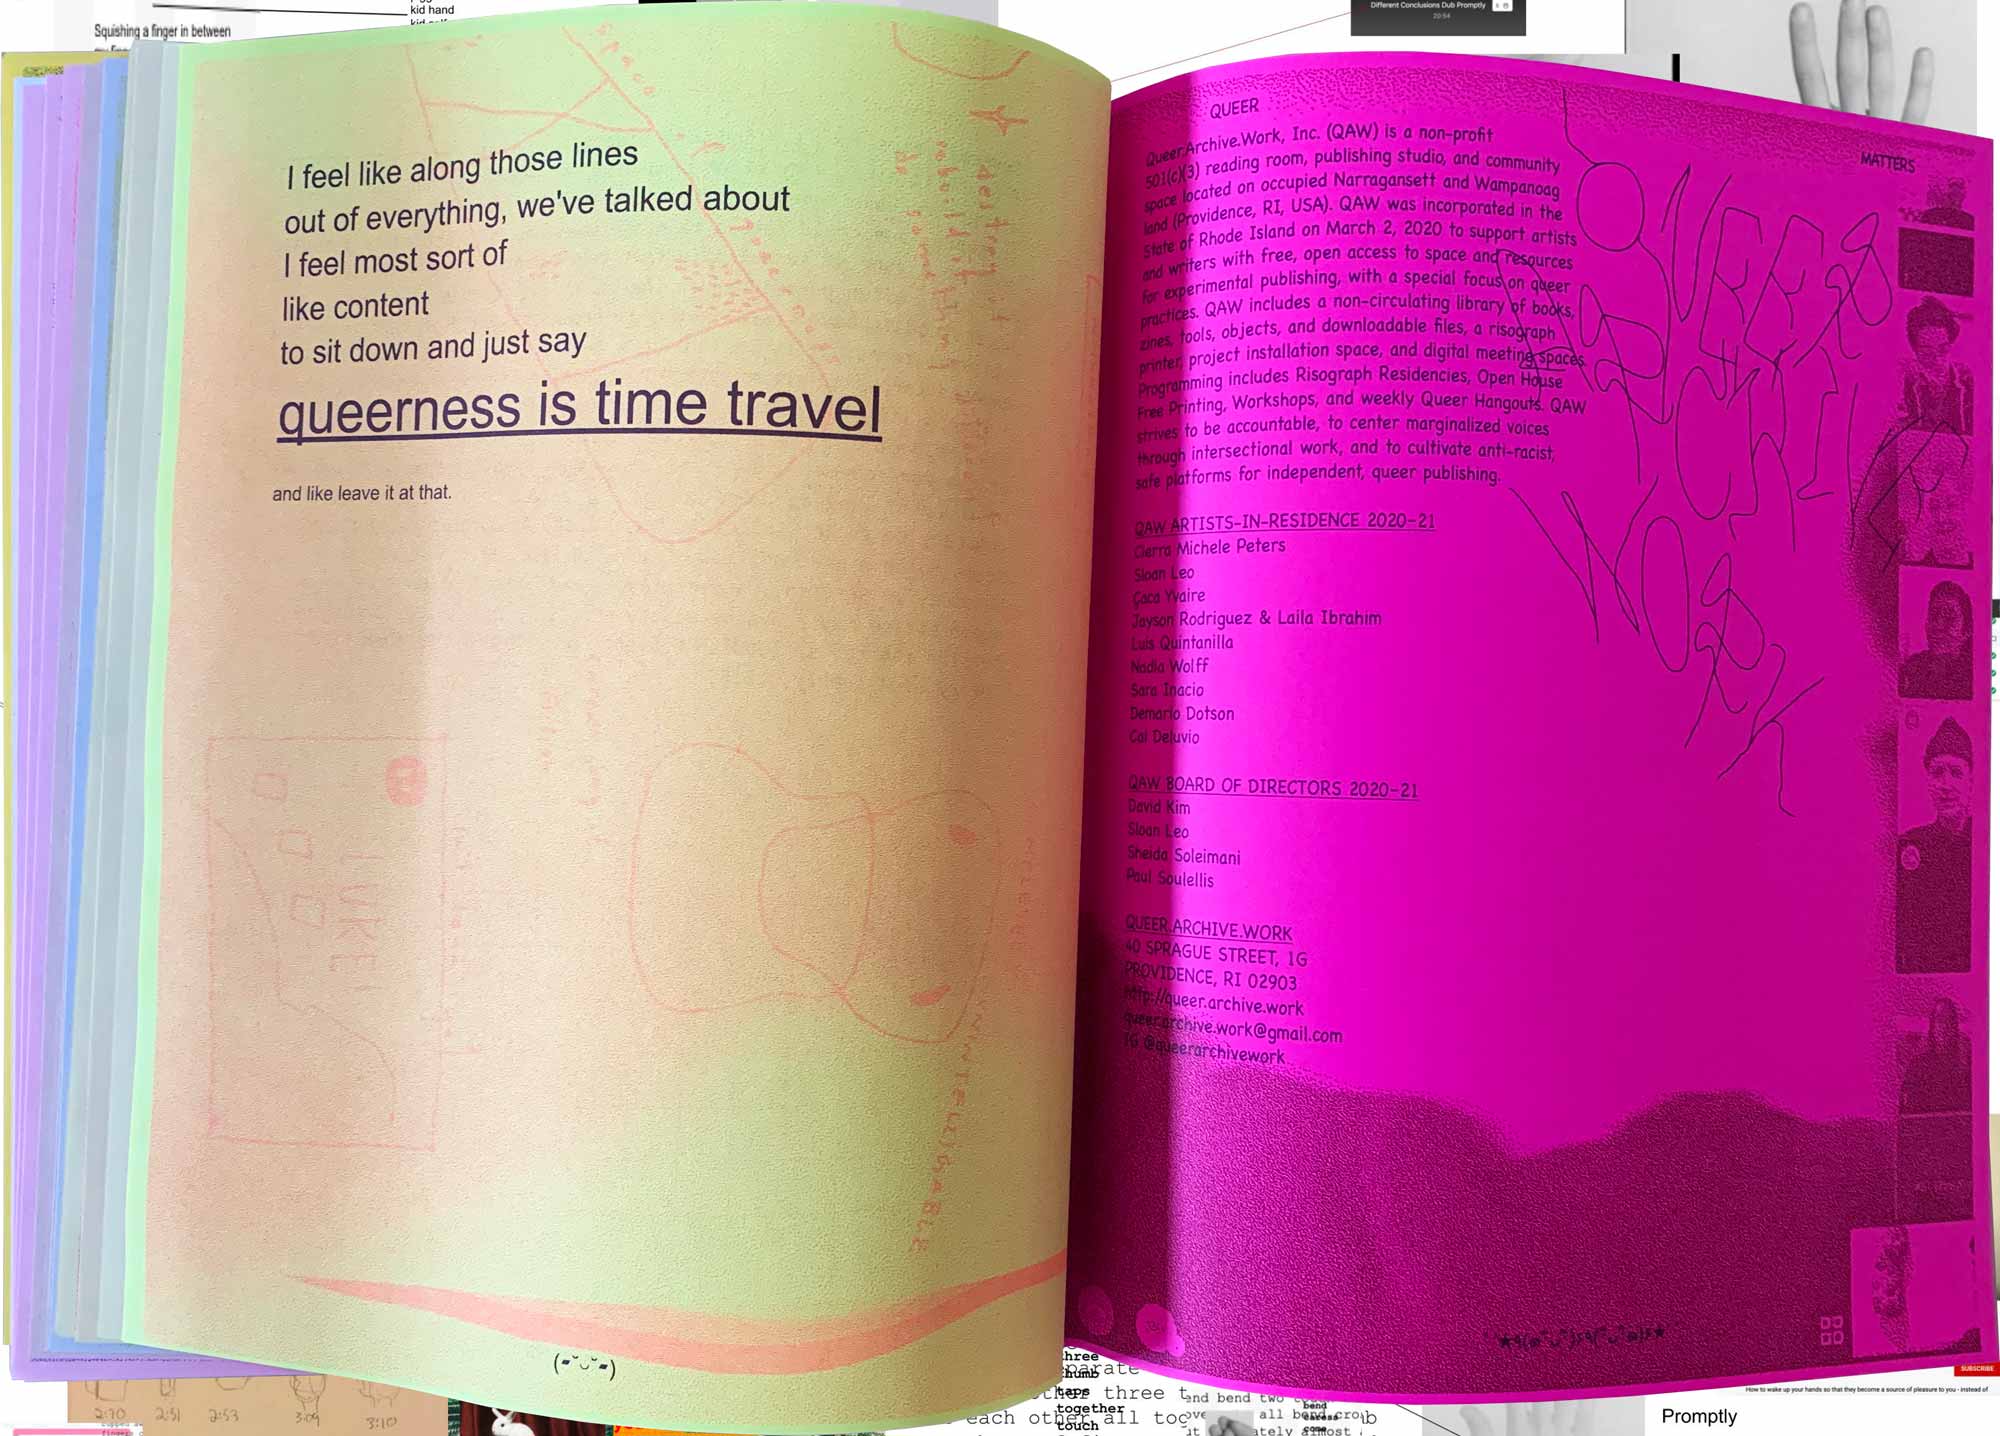 Squishing a finger in between
kid hand
Different Conclusions Dub Promptly
20:54
I feel like along those lines
out of everything, we've talked about
I feel most sort of
like content
to sit down and just say
queerness is time travel
and like leave it at that.
(=˘◡˘=)
QUEER
MATTERS
Queer.Archive.Work, Inc. (QAW) is a non-profit
501(c)(3) reading room, publishing studio, and community
space located on occupied Narragansett and Wampanoag
land (Providence, RI, USA). QAW was incorporated in the
State of Rhode Island on March 2, 2020 to support artists
and writers with free, open access to space and resources
for experimental publishing, with a special focus on queer
practices. QAW includes a non-circulating library of books,
zines, tools, objects, and downloadable files, a risograph
printer, project installation space, and digital meeting spaces.
Programming includes Risograph Residencies, Open House
Free Printing, Workshops, and weekly Queer Hangouts. QAW
strives to be accountable, to center marginalized voices
through intersectional work, and to cultivate anti-racist,
safe platforms for independent, queer publishing.
QAW ARTISTS-IN-RESIDENCE 2020-21
Cierra Michele Peters
Sloan Leo
Çaca Yvaire
Jayson Rodriguez & Laila Ibrahim
Luis Quintanilla
Nadia Wolff
Sara Inacio
Demario Dotson
Cai Deluvio
QAW BOARD OF DIRECTORS 2020-21
David Kim
Sloan Leo
Sheida Soleimani
Paul Soulellis
QUEER.ARCHIVE.WORK
40 SPRAGUE STREET, 1G
PROVIDENCE, RI 02903
http://queer.archive.work
queer.archive.work@gmail.com
IG @queerarchivework
QUEER
ARCHIVE
WORK
UNINTELLIGIBLE
2:51
2:53
3:09
3:10
three
thumb
taps
together
touch
other three
each other all
and bend two
bend
caress
SUBSCRIBE
How to wake up your hands so that they become a source of pleasure to you - instead of
Promptly